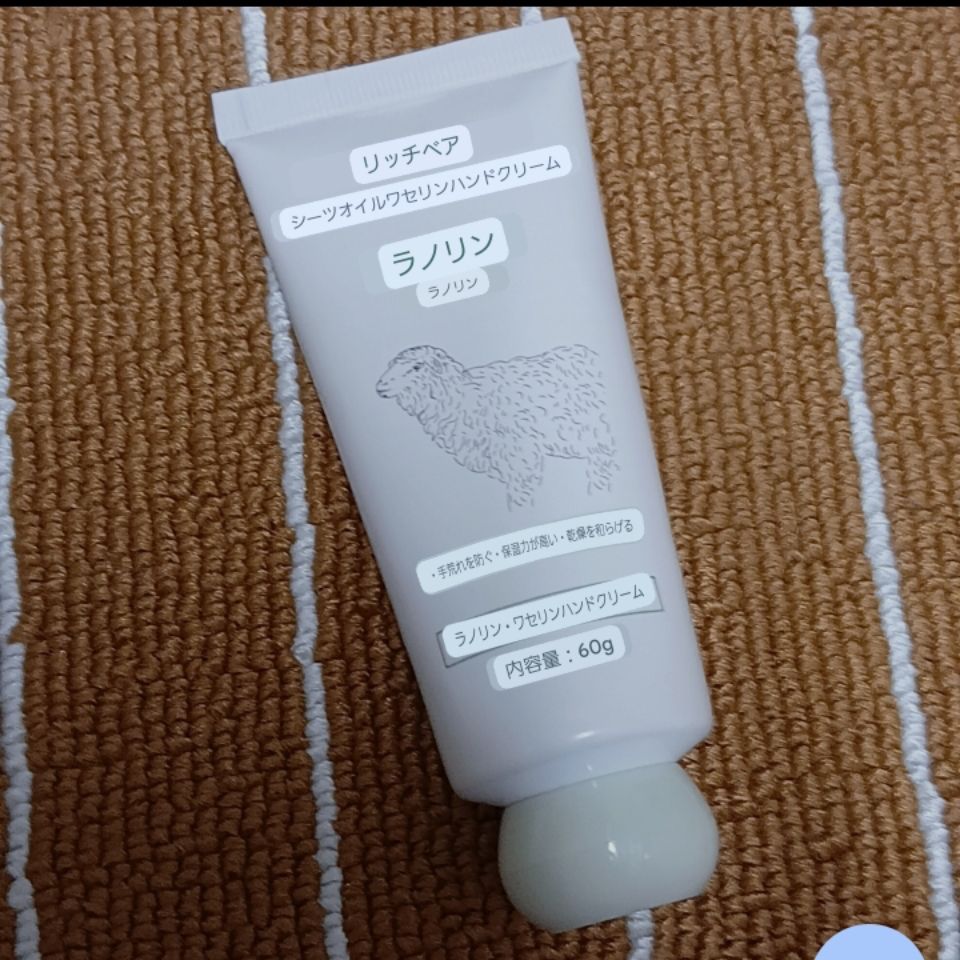 リッチペア
シーツオイルワセリンハンドクリーム
ラノリン
ラノリン
・手荒れを防ぐ・保湿力が高い・乾燥を和らげる
ラノリン・ワセリンハンドクリーム
内容量：60g